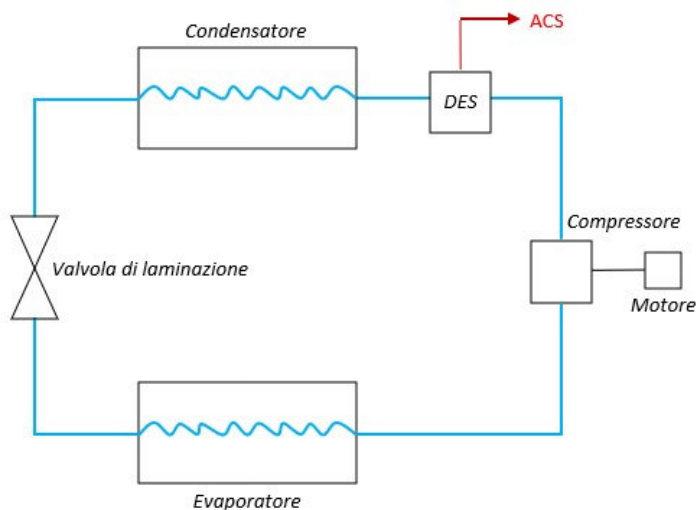 Condensatore
ACS
DES
Compressore
Valvola di laminazione
Motore
Evaporatore